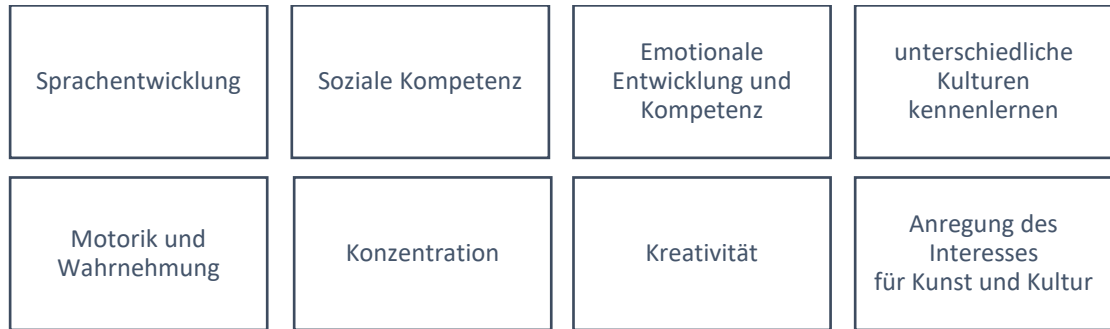 Sprachentwicklung
Soziale Kompetenz
Emotionale
Entwicklung und
Kompetenz
unterschiedliche
Kulturen
kennenlernen
Motorik und
Wahrnehmung
Konzentration
Kreativität
Anregung des
Interesses
für Kunst und Kultur